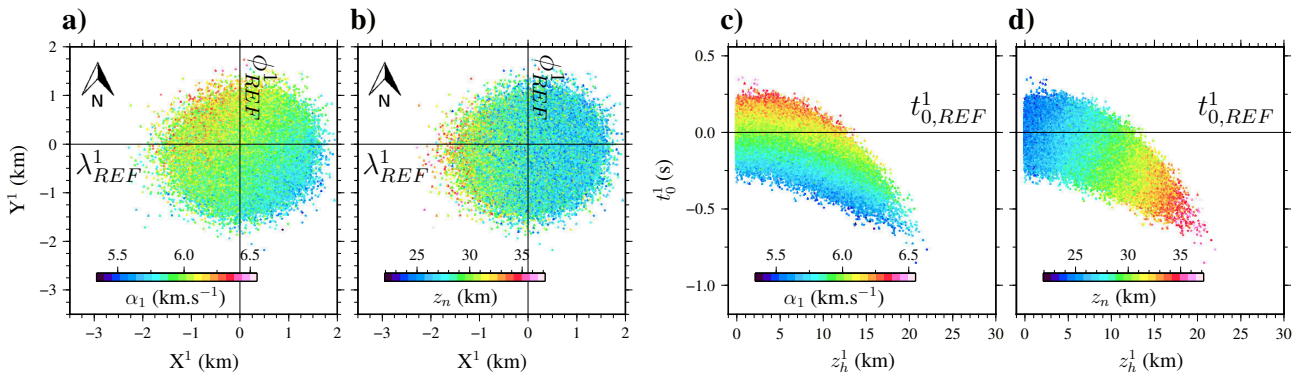 a) b) c) d)
2
1
0
−1
−2
−3
Y¹ (km)
N
ϕ¹REF
λ¹REF
5.5 6.0 6.5
α₁ (km.s⁻¹)
−3 −2 −1 0 1 2
X¹ (km)
N
ϕ¹REF
λ¹REF
25 30 35
zₙ (km)
−3 −2 −1 0 1 2
X¹ (km)
0.5
0.0
−0.5
−1.0
t¹₀ (s)
t¹₀,REF
5.5 6.0 6.5
α₁ (km.s⁻¹)
0 5 10 15 20 25 30
z¹ₕ (km)
t¹₀,REF
25 30 35
zₙ (km)
0 5 10 15 20 25 30
z¹ₕ (km)